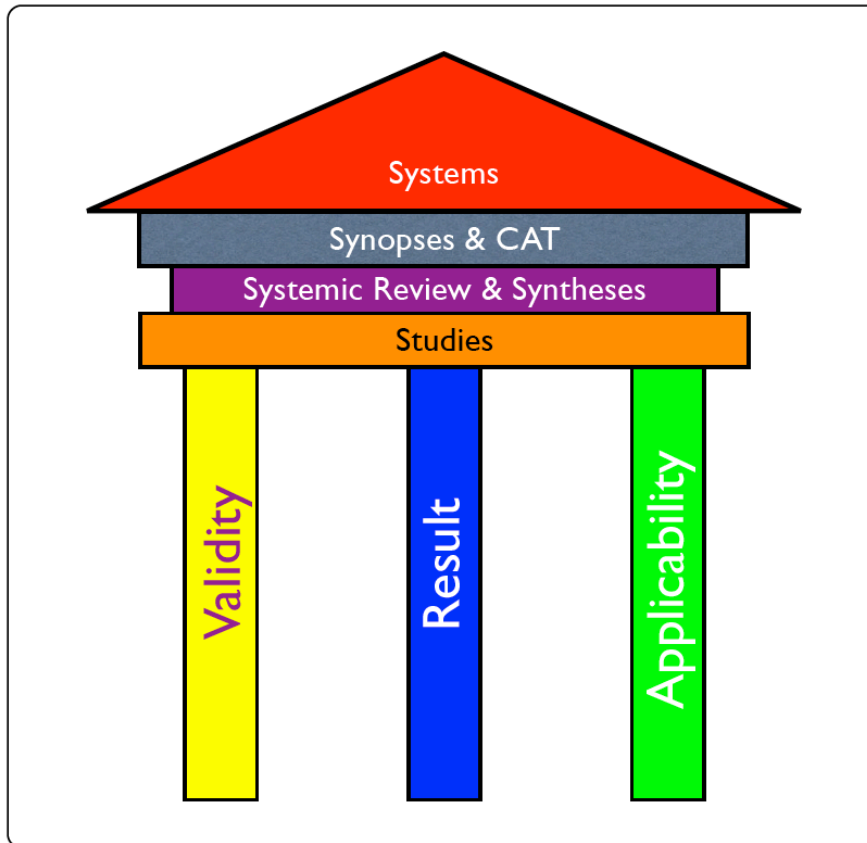 Systems
Synopses & CAT
Systemic Review & Syntheses
Studies
Validity
Result
Applicability